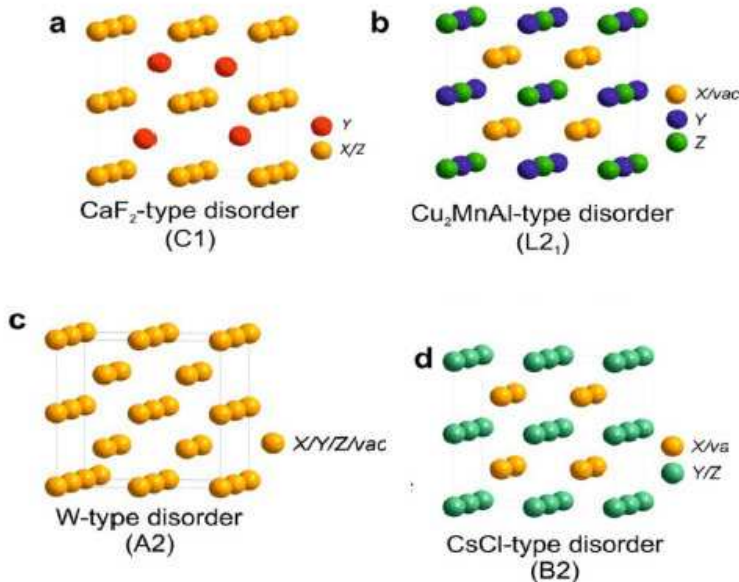 a
Y
X/Z
CaF₂-type disorder
(C1)
b
X/vac
Y
Z
Cu₂MnAl-type disorder
(L2₁)
c
X/Y/Z/vac
W-type disorder
(A2)
d
X/va
Y/Z
CsCl-type disorder
(B2)